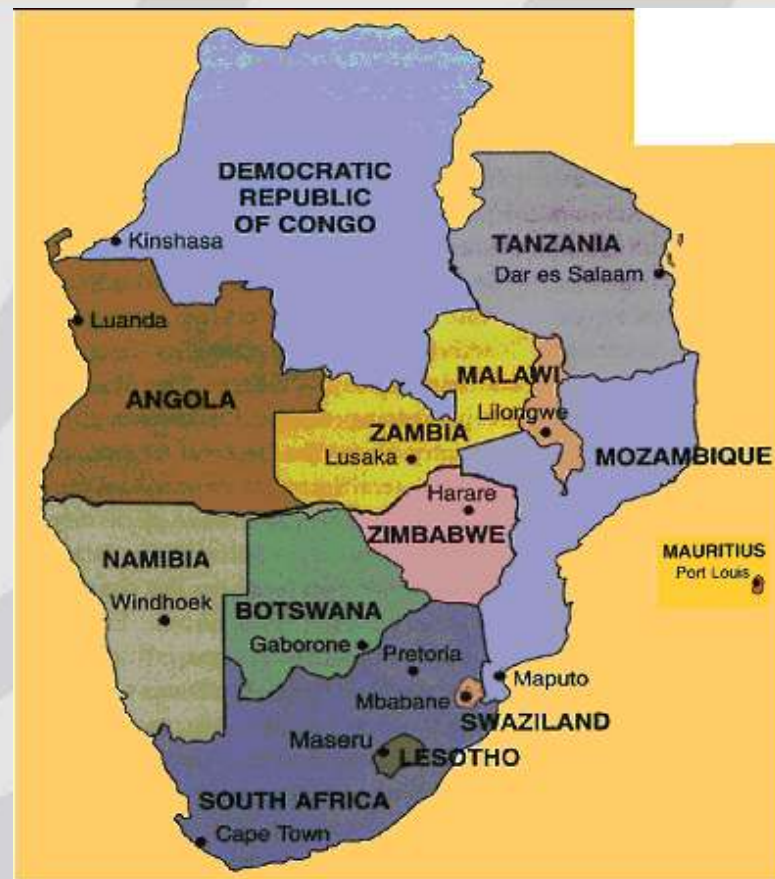 DEMOCRATIC
REPUBLIC
OF CONGO
Kinshasa
TANZANIA
Dar es Salaam
Luanda
ANGOLA
MALAWI
Lilongwe
ZAMBIA
Lusaka
MOZAMBIQUE
Harare
ZIMBABWE
NAMIBIA
Windhoek
MAURITIUS
Port Louis
BOTSWANA
Gaborone
Pretoria
Maputo
Mbabane
SWAZILAND
Maseru
LESOTHO
SOUTH AFRICA
Cape Town